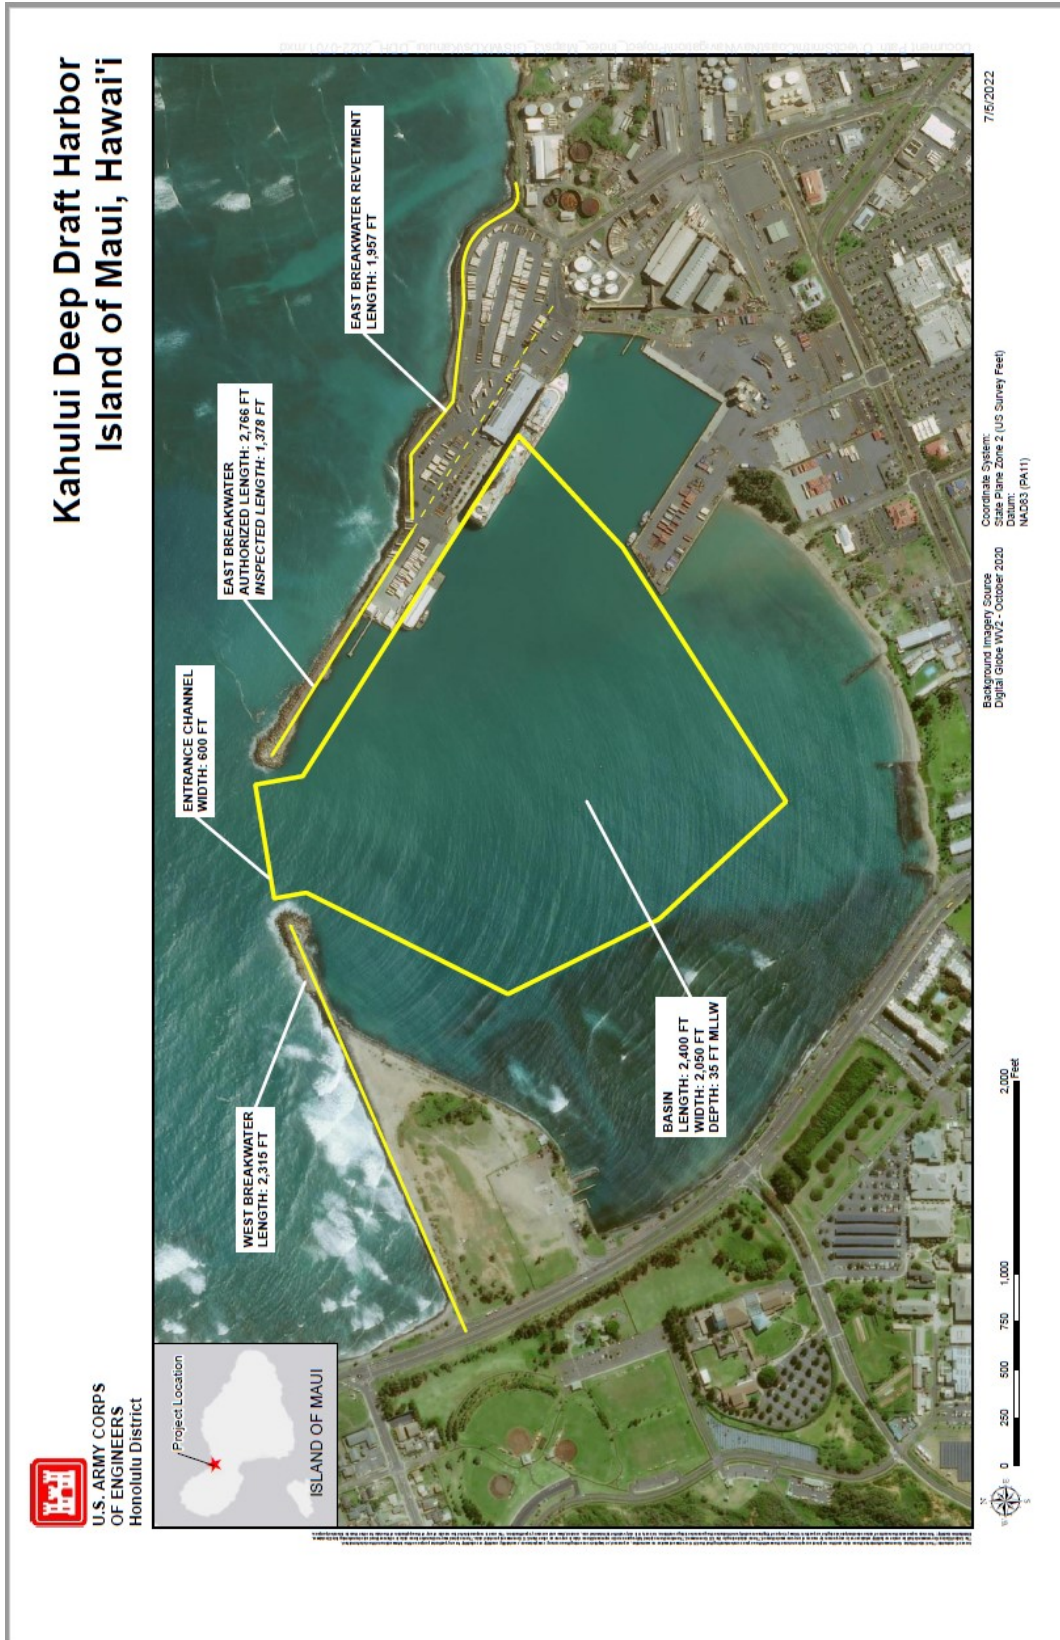 U.S. ARMY CORPS
OF ENGINEERS
Honolulu District
Kahului Deep Draft Harbor
Island of Maui, Hawai'i
Project Location
ISLAND OF MAUI
WEST BREAKWATER
LENGTH: 2,315 FT
ENTRANCE CHANNEL
WIDTH: 600 FT
EAST BREAKWATER
AUTHORIZED LENGTH: 2,766 FT
INSPECTED LENGTH: 1,378 FT
EAST BREAKWATER REVETMENT
LENGTH: 1,957 FT
BASIN
LENGTH: 2,400 FT
WIDTH: 2,050 FT
DEPTH: 35 FT MLLW
N
S
0 250 500 750 1,000 2,000
Feet
Background Imagery Source
Digital Globe WV2 - October 2020
Coordinate System:
State Plane Zone 2 (US Survey Feet)
Datum:
NAD83 (PA11)
7/5/2022